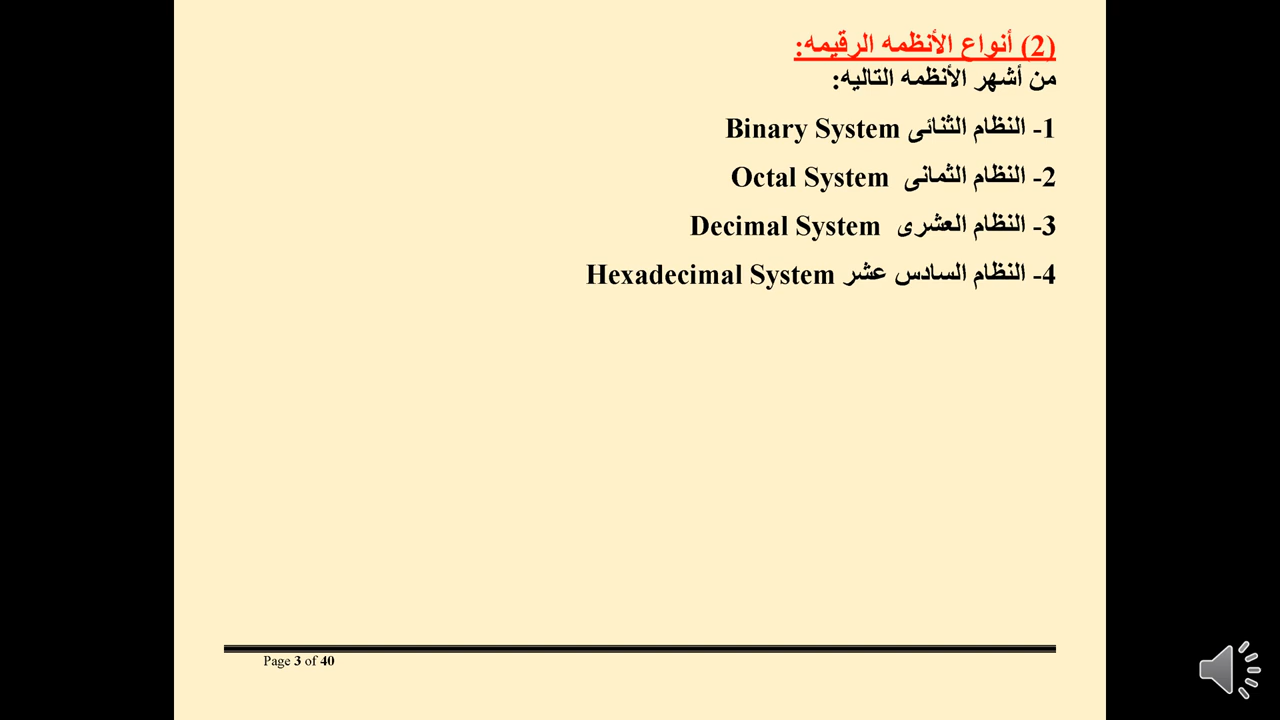 (2) أنواع الأنظمه الرقيمه:
من أشهر الأنظمه التاليه:
1- النظام الثنائى Binary System
2- النظام الثمانى Octal System
3- النظام العشرى Decimal System
4- النظام السادس عشر Hexadecimal System
Page 3 of 40